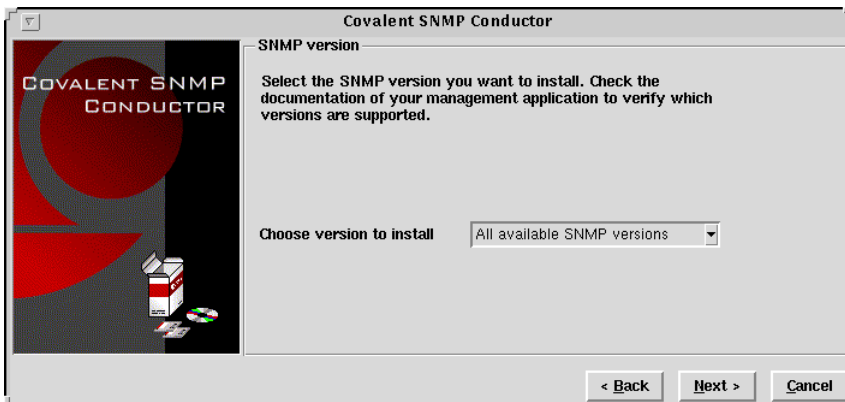 Covalent SNMP Conductor
COVALENT SNMP
CONDUCTOR
SNMP version
Select the SNMP version you want to install. Check the
documentation of your management application to verify which
versions are supported.
Choose version to install
All available SNMP versions
< Back
Next >
Cancel